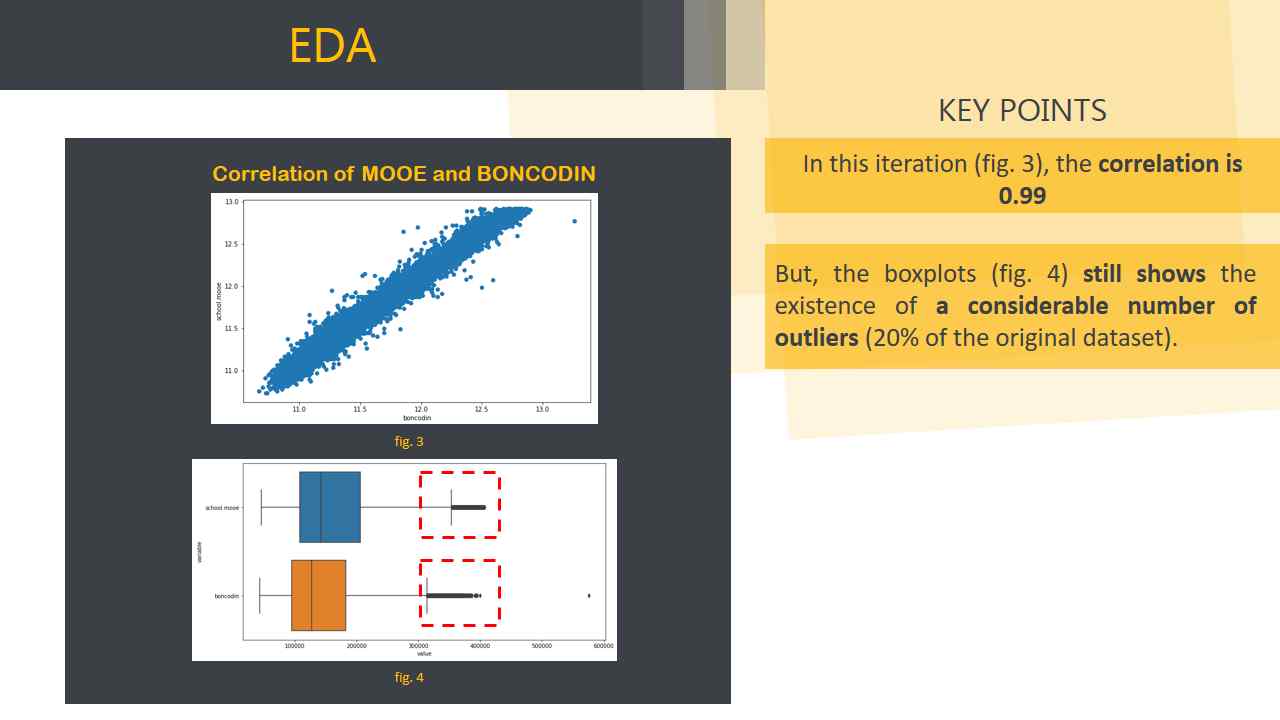 EDA
KEY POINTS
In this iteration (fig. 3), the correlation is
0.99
But, the boxplots (fig. 4) still shows the
existence of a considerable number of
outliers (20% of the original dataset).
Correlation of MOOE and BONCODIN
13.0
12.5
12.0
11.5
11.0
school.mooe
11.0 11.5 12.0 12.5 13.0
boncodin
fig. 3
school.mooe
variable
boncodin
100000 200000 300000 400000 500000 600000
value
fig. 4